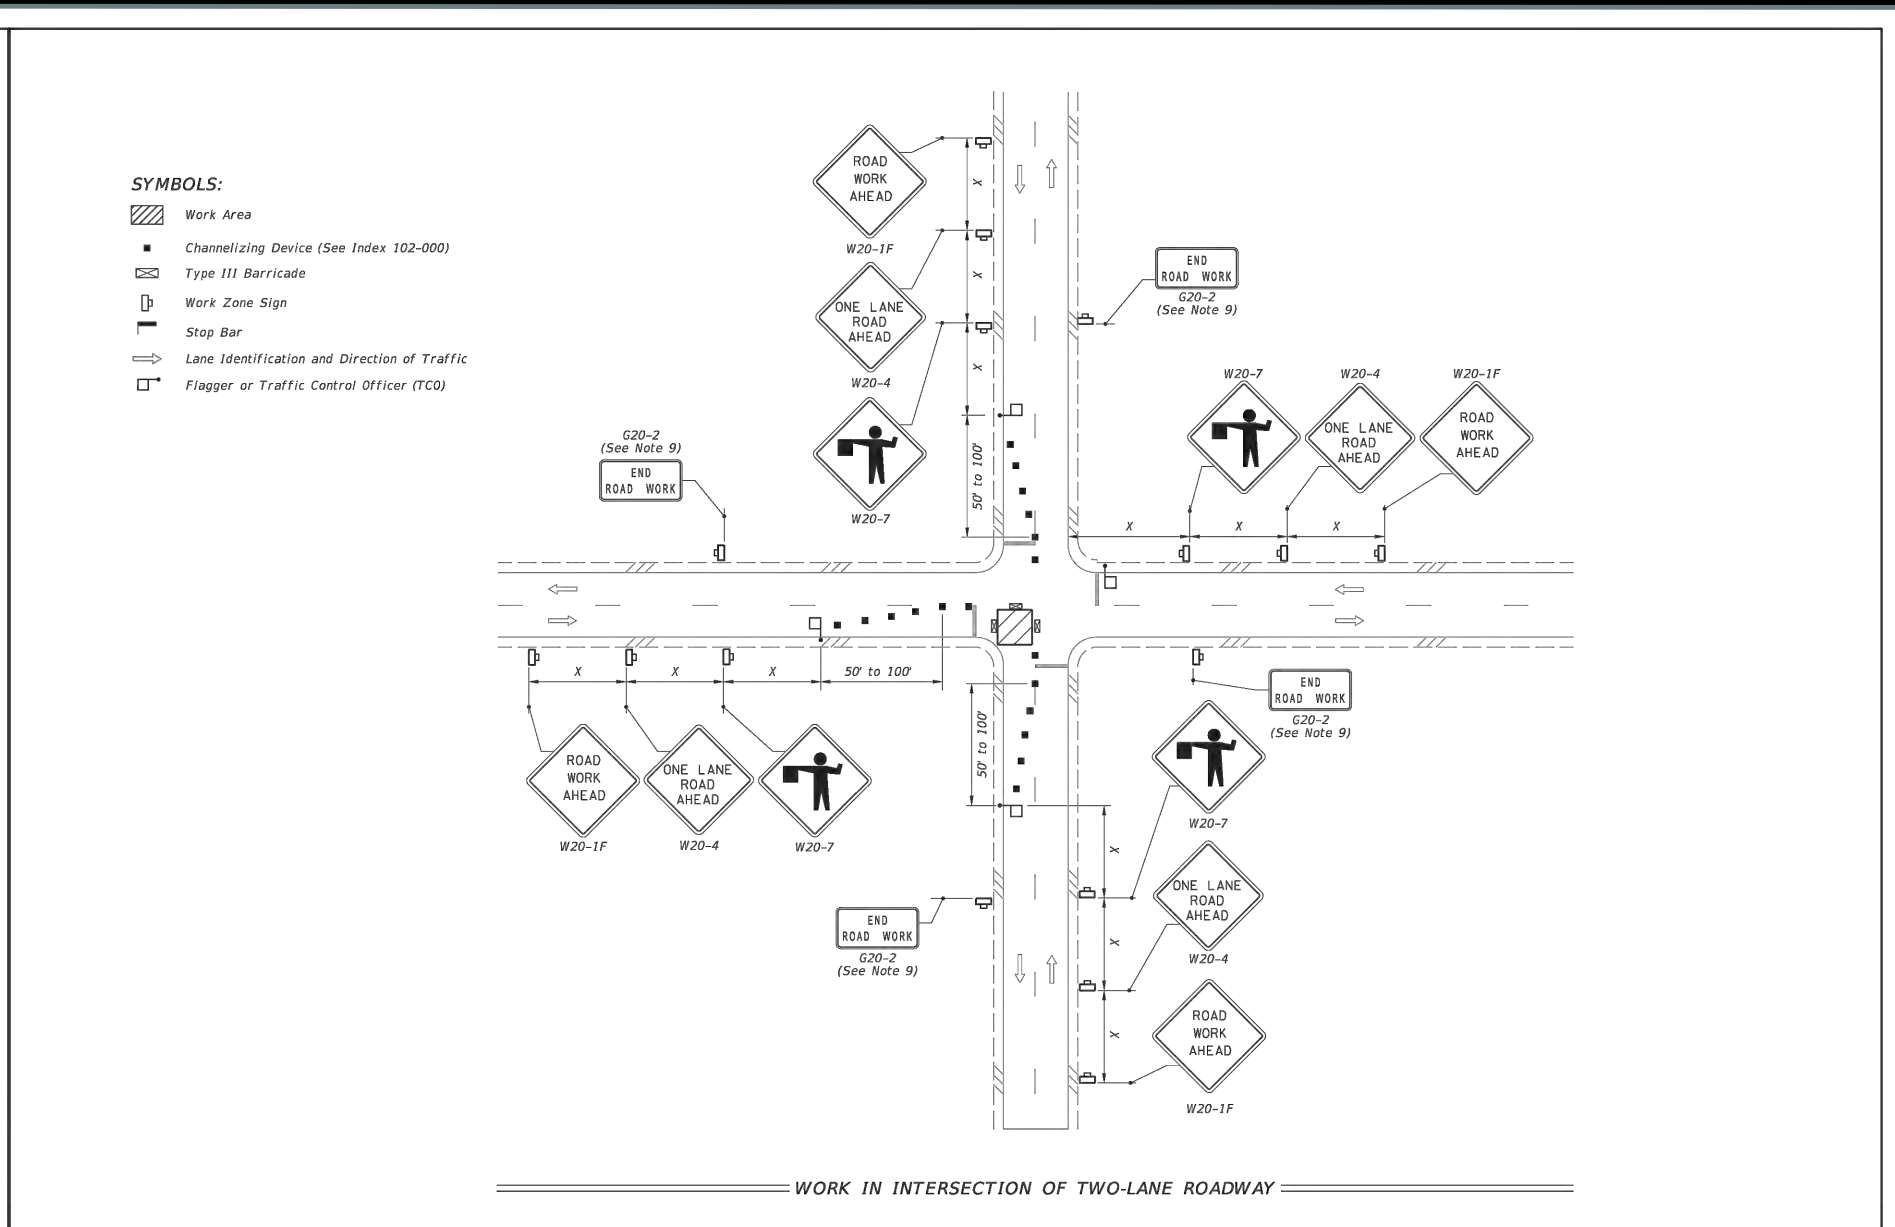 SYMBOLS:
Work Area
Channelizing Device (See Index 102-000)
Type III Barricade
Work Zone Sign
Stop Bar
Lane Identification and Direction of Traffic
Flagger or Traffic Control Officer (TCO)
ROAD
WORK
AHEAD
W20-1F
ONE LANE
ROAD
AHEAD
W20-4
W20-7
X
X
X
50' to 100'
END
ROAD WORK
G20-2
(See Note 9)
G20-2
(See Note 9)
END
ROAD WORK
W20-7
W20-4
W20-1F
ONE LANE
ROAD
AHEAD
ROAD
WORK
AHEAD
X
X
X
X
X
X
50' to 100'
ROAD
WORK
AHEAD
W20-1F
ONE LANE
ROAD
AHEAD
W20-4
W20-7
50' to 100'
END
ROAD WORK
G20-2
(See Note 9)
W20-7
X
ONE LANE
ROAD
AHEAD
W20-4
X
ROAD
WORK
AHEAD
W20-1F
X
END
ROAD WORK
G20-2
(See Note 9)
WORK IN INTERSECTION OF TWO-LANE ROADWAY